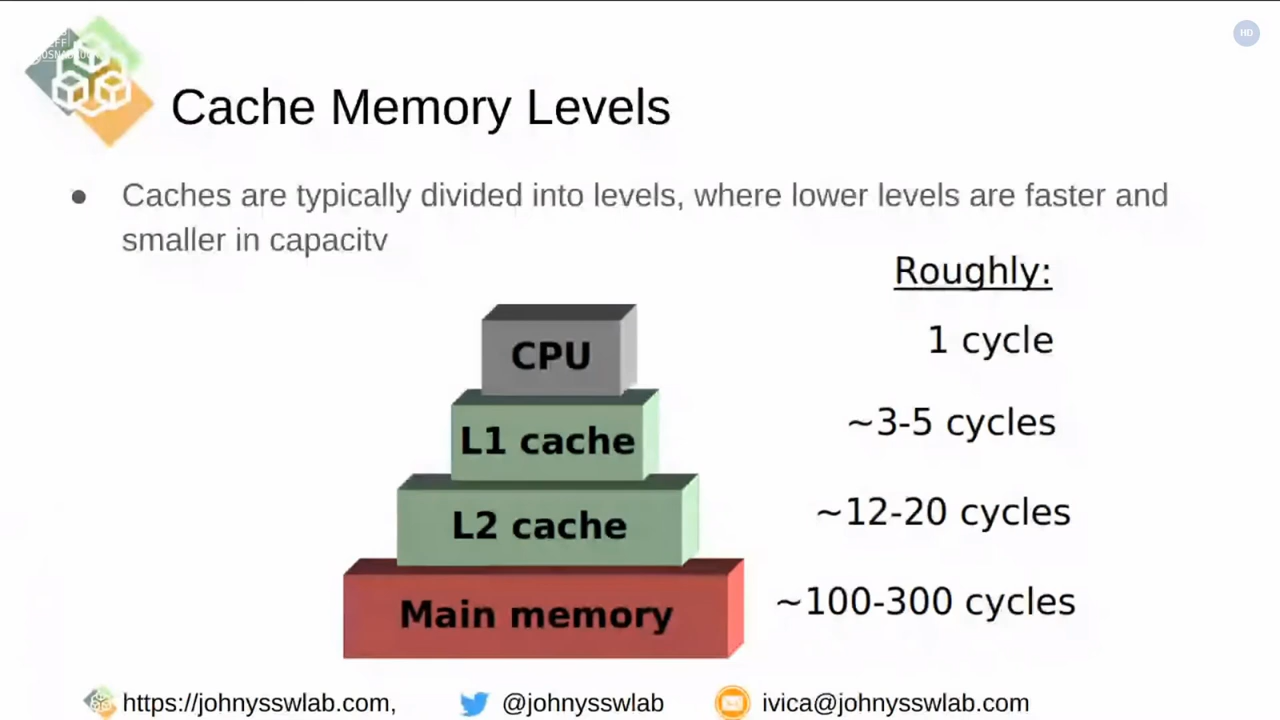 HD
Cache Memory Levels
● Caches are typically divided into levels, where lower levels are faster and
smaller in capacity
Roughly:
CPU
1 cycle
L1 cache
~3-5 cycles
L2 cache
~12-20 cycles
Main memory
~100-300 cycles
https://johnysswlab.com,
@johnysswlab
ivica@johnysswlab.com